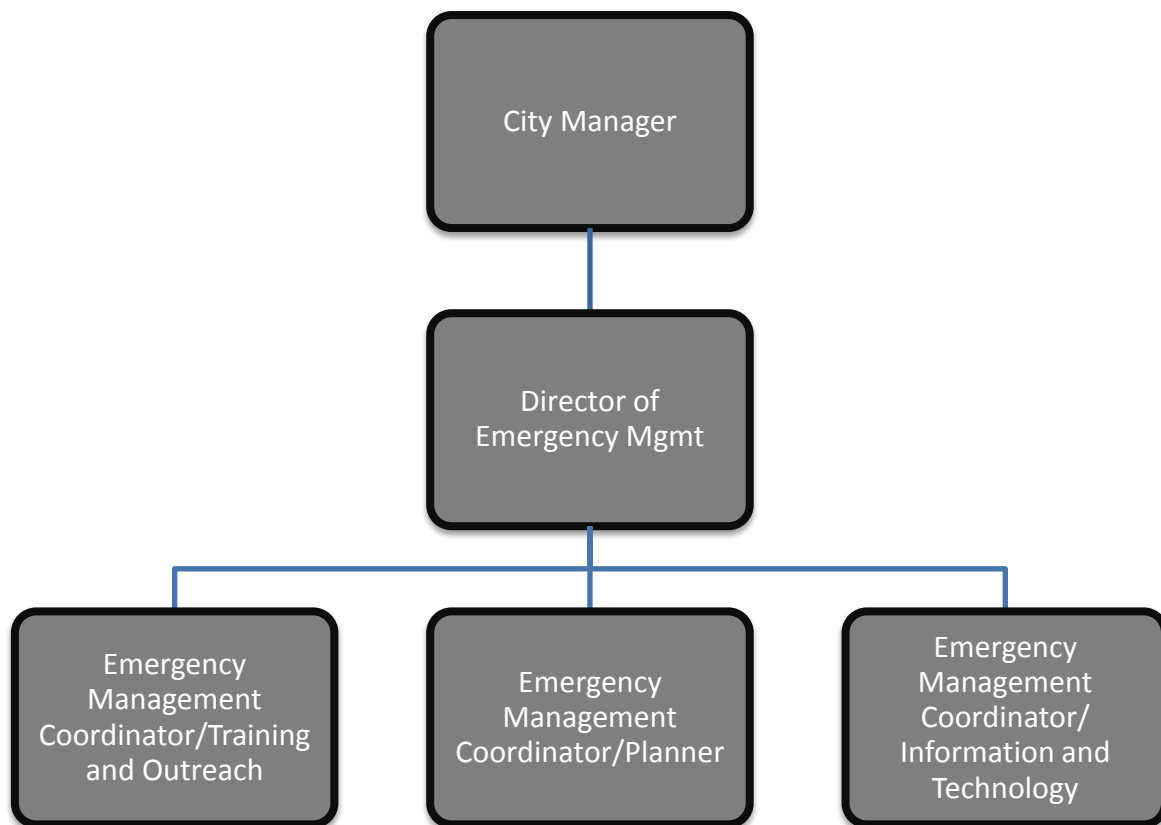 City Manager
Director of
Emergency Mgmt
Emergency
Management
Coordinator/Training
and Outreach
Emergency
Management
Coordinator/Planner
Emergency
Management
Coordinator/
Information and
Technology